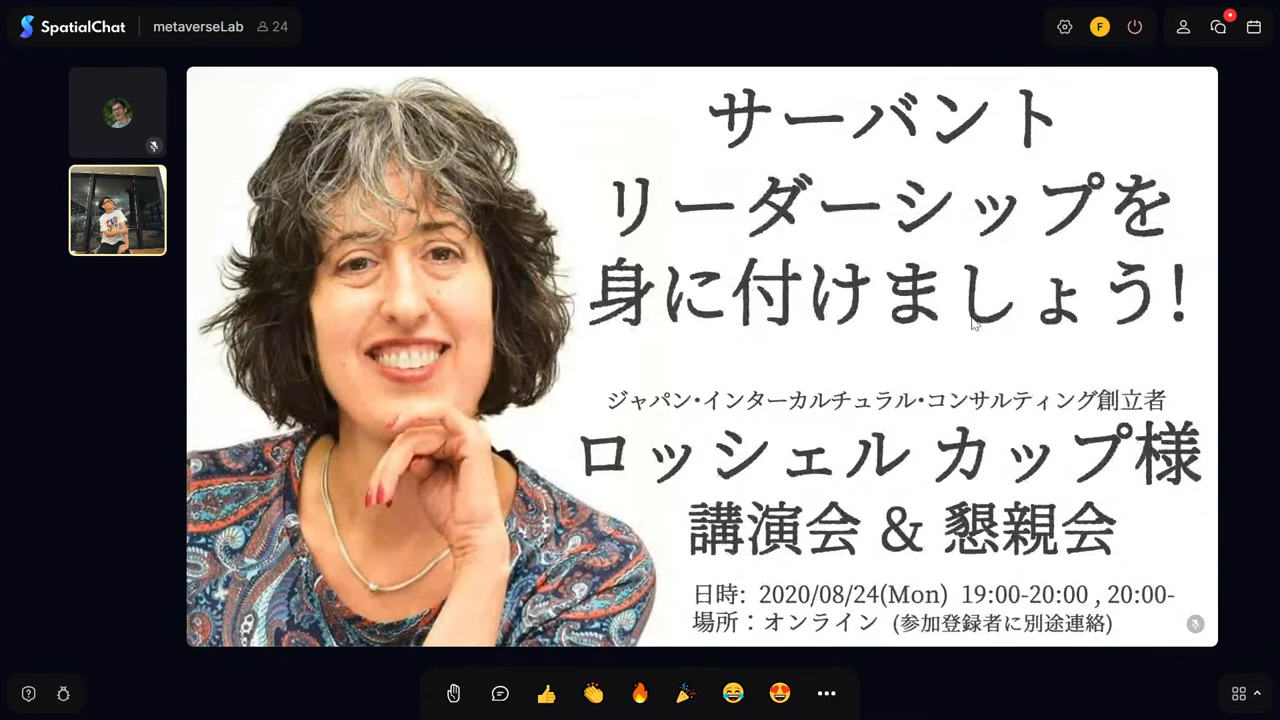 SpatialChat
metaverseLab
24
F
サーバント
リーダーシップを
身に付けましょう!
ジャパン・インターカルチュラル・コンサルティング創立者
ロッシェル カップ様
講演会 & 懇親会
日時: 2020/08/24(Mon) 19:00-20:00 , 20:00-
場所：オンライン (参加登録者に別途連絡)